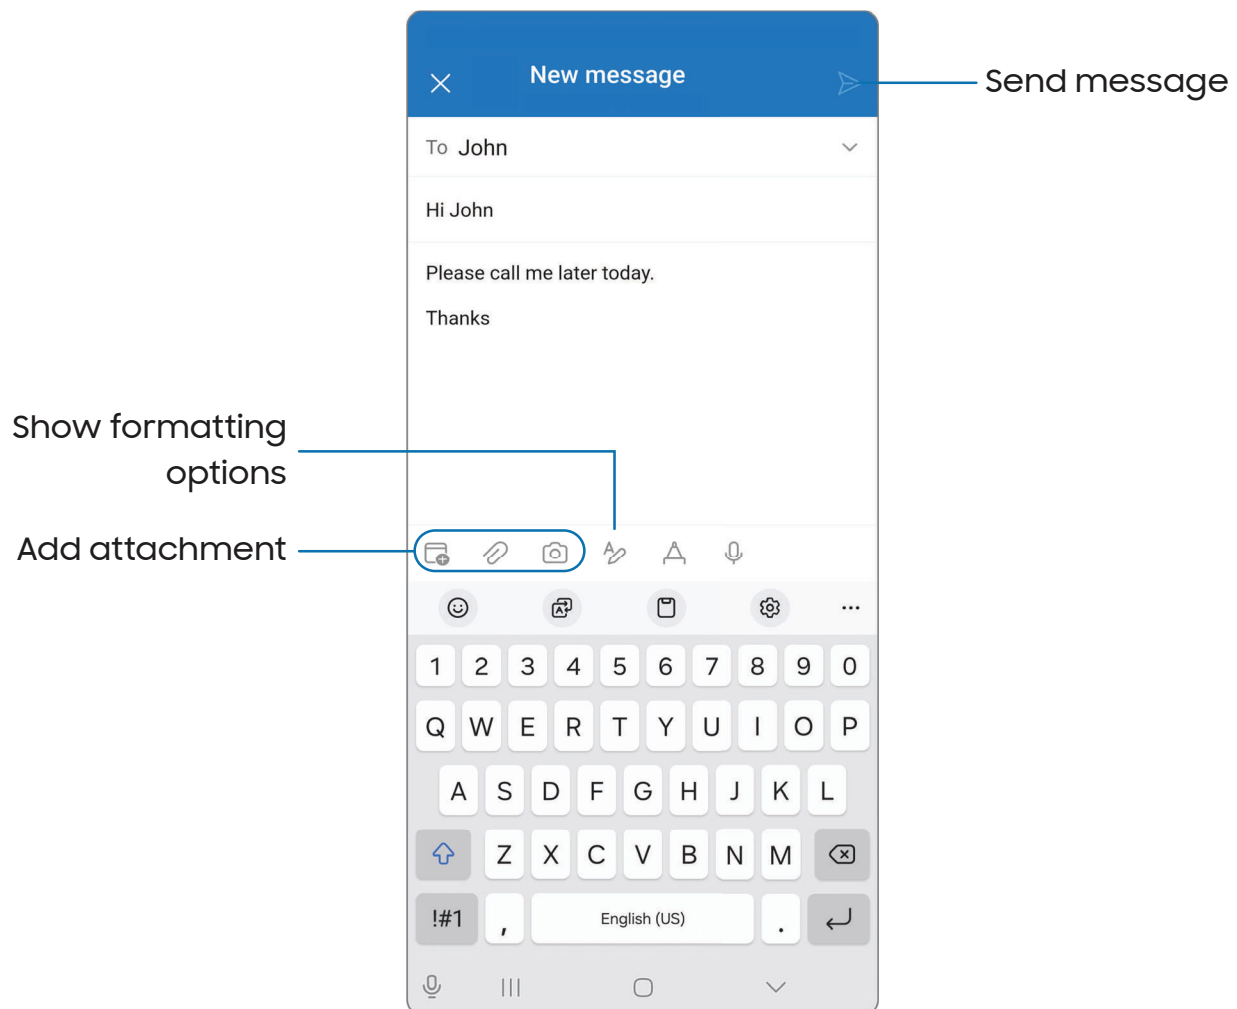 New message
Send message
To John
Hi John
Please call me later today.
Thanks
Show formatting
options
Add attachment
1 2 3 4 5 6 7 8 9 0
Q W E R T Y U I O P
A S D F G H J K L
Z X C V B N M
!#1 , English (US) .